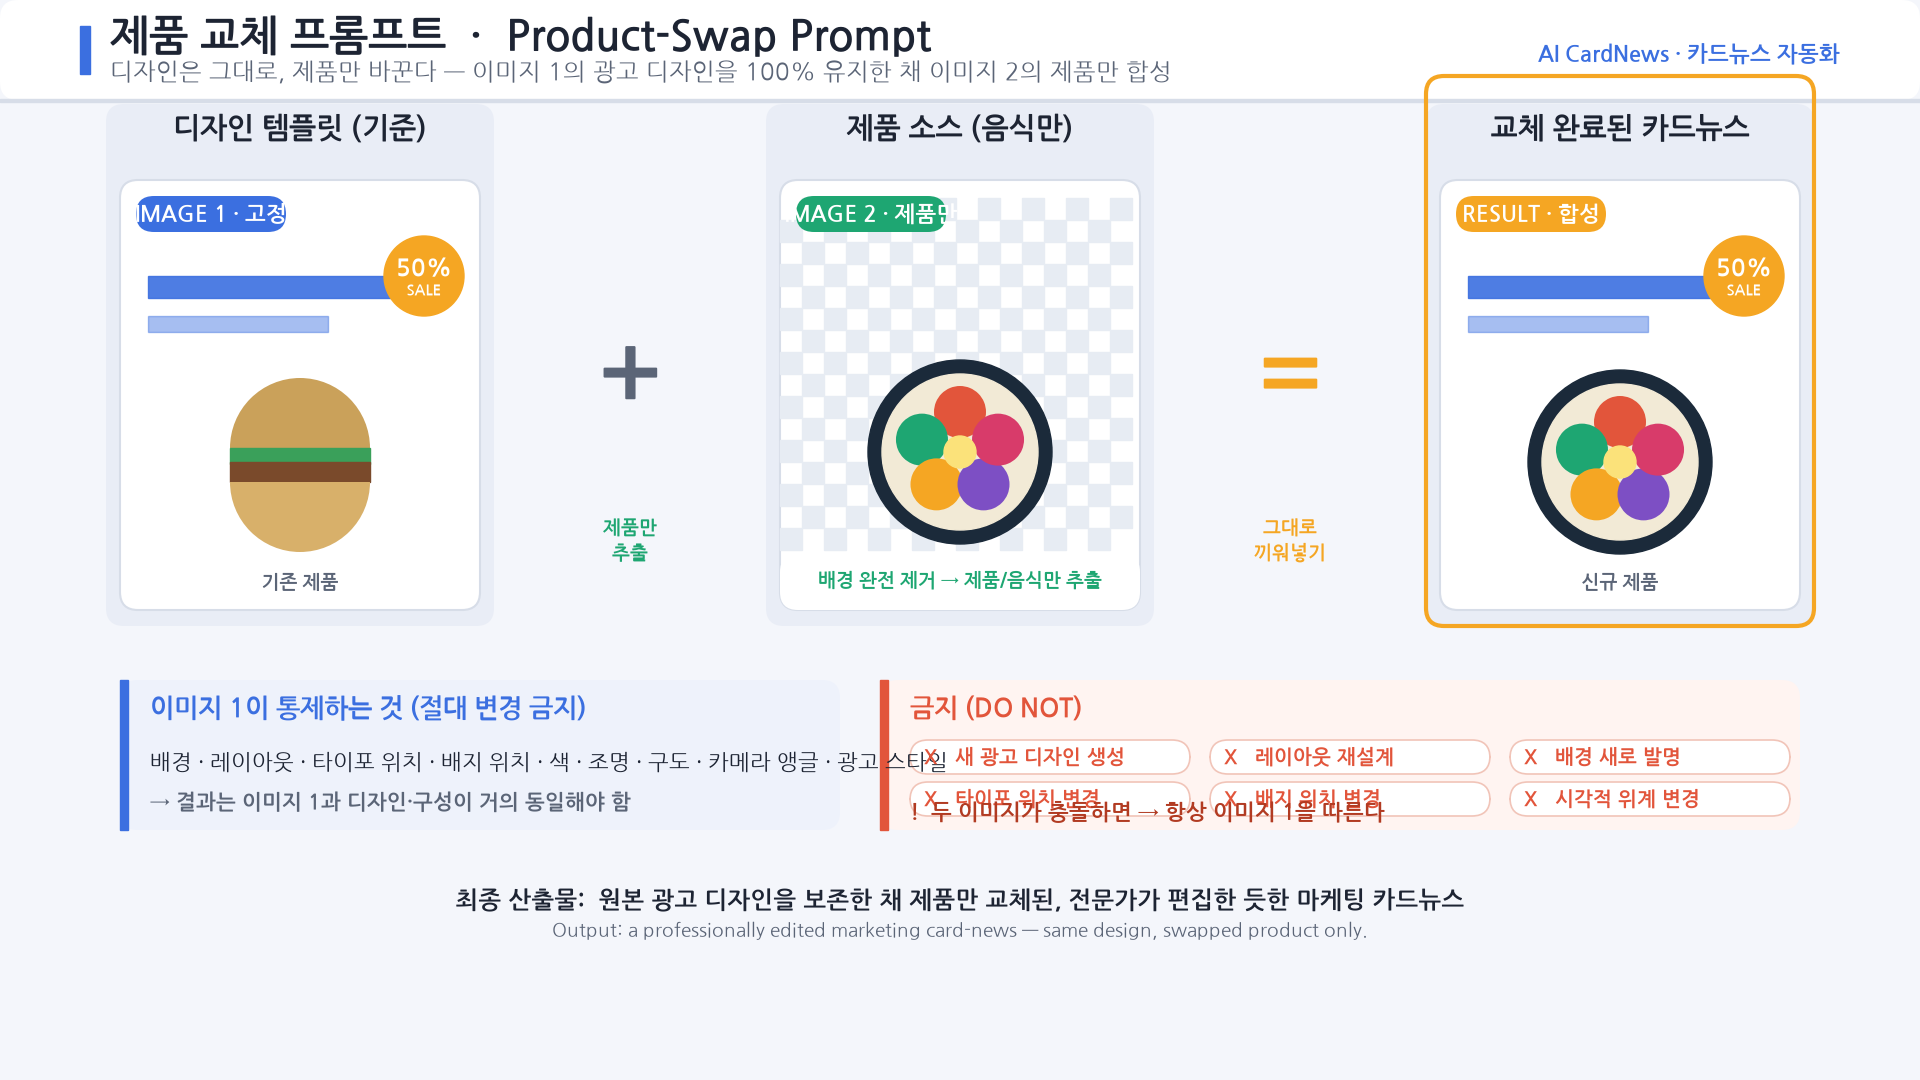 제품 교체 프롬프트 · Product-Swap Prompt
디자인은 그대로, 제품만 바꾼다 — 이미지 1의 광고 디자인을 100% 유지한 채 이미지 2의 제품만 합성
AI CardNews · 카드뉴스 자동화
디자인 템플릿 (기준)
IMAGE 1 · 고정
50%
SALE
기존 제품
+
제품만
추출
제품 소스 (음식만)
IMAGE 2 · 제품만
배경 완전 제거 → 제품/음식만 추출
=
그대로
끼워넣기
교체 완료된 카드뉴스
RESULT · 합성
50%
SALE
신규 제품
이미지 1이 통제하는 것 (절대 변경 금지)
배경 · 레이아웃 · 타이포 위치 · 배지 위치 · 색 · 조명 · 구도 · 카메라 앵글 · 광고 스타일
→ 결과는 이미지 1과 디자인·구성이 거의 동일해야 함
금지 (DO NOT)
X 새 광고 디자인 생성
X 레이아웃 재설계
X 배경 새로 발명
X 타이포 위치 변경
X 배지 위치 변경
X 시각적 위계 변경
! 두 이미지가 충돌하면 → 항상 이미지 1을 따른다
최종 산출물: 원본 광고 디자인을 보존한 채 제품만 교체된, 전문가가 편집한 듯한 마케팅 카드뉴스
Output: a professionally edited marketing card-news — same design, swapped product only.